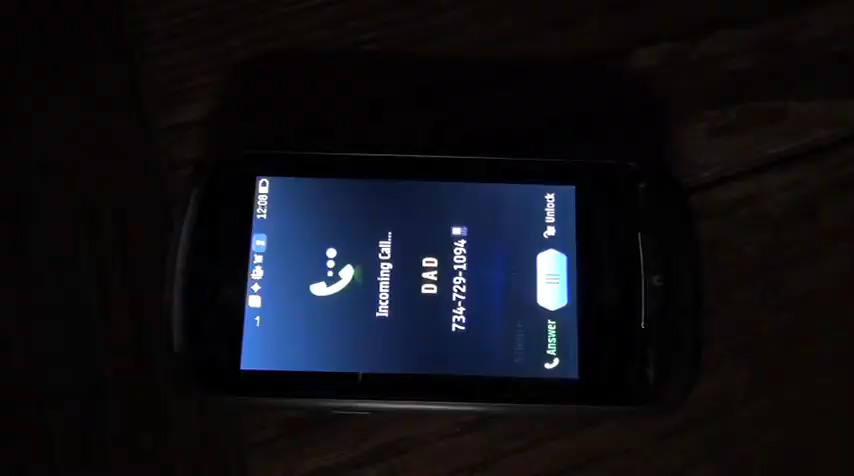 12:08
Incoming Call...
DAD
734-729-1094
Answer
Unlock